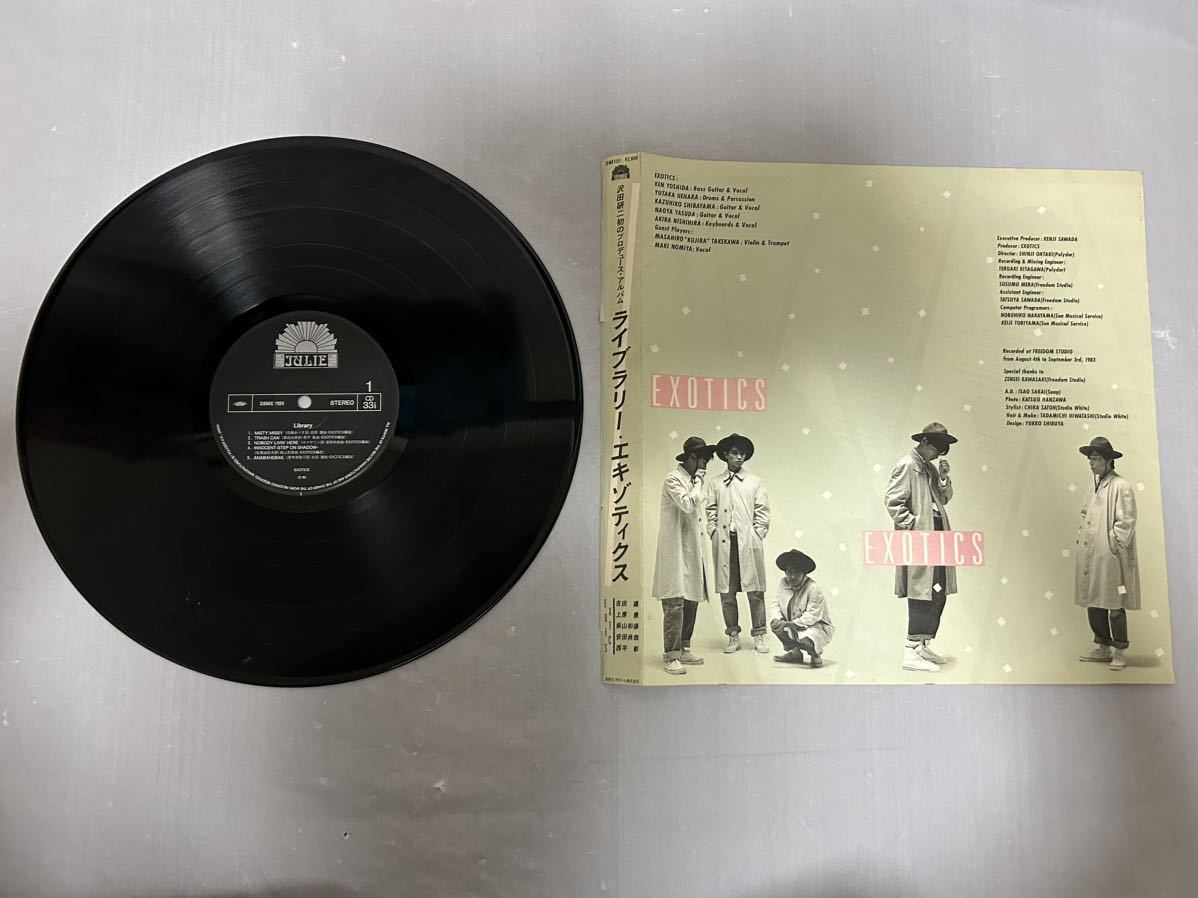 JULIE
1
CD
33⅓
28MX 1151
STEREO
Library
1. MISTY MISSY
2. TRASH CAN
3. NOBODY LIVIN' HERE
4. INNOCENT-STEP ON SHADOW-
5. ANABAHEBAK
EXOTICS
28MX1151 ¥2,800
沢田研二初のプロデュース・アルバム
ライブラリー・エキゾティクス
EXOTICS
吉田 建
上原 裕
柴山和彦
安田尚哉
西平 彰
EXOTICS:
KEN YOSHIDA: Bass Guitar & Vocal
YUTAKA UEHARA: Drums & Percussion
KAZUHIKO SHIBAYAMA: Guitar & Vocal
NAOYA YASUDA: Guitar & Vocal
AKIRA NISHIHIRA: Keyboards & Vocal
Guest Players:
MASAHIRO "KUJIRA" TAKEKAWA: Violin & Trumpet
MAKI NOMIYA: Vocal
Executive Producer: KENJI SAWADA
Producer: EXOTICS
Director: SHINJI ONTAKI(Polydor)
Recording & Mixing Engineer:
TERUAKI KITAGAWA(Polydor)
Recording Engineer:
SUSUMU MERA(Freedom Studio)
Assistant Engineer:
TATSUYA SAWADA(Freedom Studio)
Computer Programers:
NOBUHIKO NAKAYAMA(Sun Musical Service)
KEIJI TORIYAMA(Sun Musical Service)
Recorded at FREEDOM STUDIO
from August 4th to September 3rd, 1983
Special thanks to
ZENSEI KAWASAKI(Freedom Studio)
A.D.: ISAO SAKAI(Soap)
Photo: KATSUO HANZAWA
Stylist: CHIKA SATOH(Studio White)
Hair & Make: TADAMICHI HIWATASHI(Studio White)
Design: YUKKO SHIBUYA
EXOTICS
EXOTICS